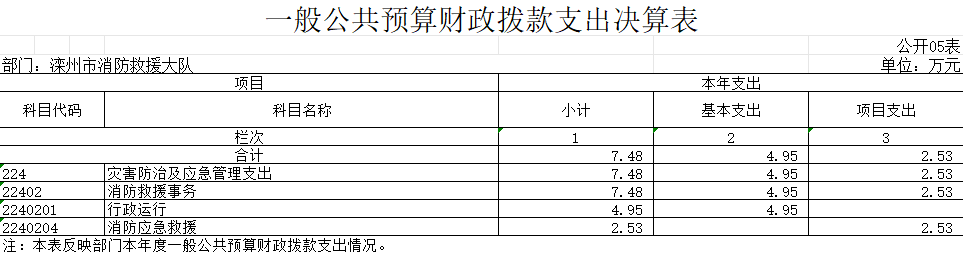 一般公共预算财政拨款支出决算表
公开05表
部门：滦州市消防救援大队 单位：万元
项目 本年支出
科目代码 科目名称 小计 基本支出 项目支出
栏次 1 2 3
合计 7.48 4.95 2.53
224 灾害防治及应急管理支出 7.48 4.95 2.53
22402 消防救援事务 7.48 4.95 2.53
2240201 行政运行 4.95 4.95
2240204 消防应急救援 2.53 2.53
注：本表反映部门本年度一般公共预算财政拨款支出情况。